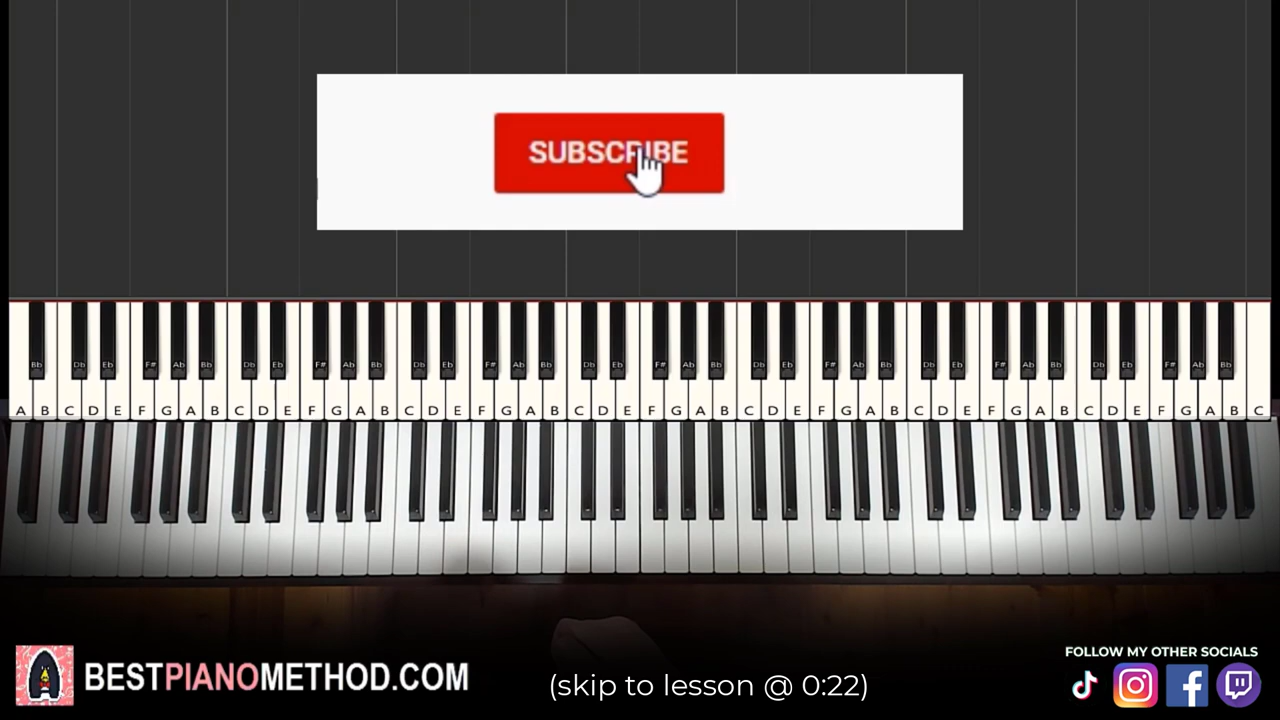 SUBSCRIBE
Bb Db Eb F# Ab Bb Db Eb F# Ab Bb Db Eb F# Ab Bb Db Eb F# Ab Bb Db Eb F# Ab Bb Db Eb F# Ab Bb Db Eb F# Ab Bb
A B C D E F G A B C D E F G A B C D E F G A B C D E F G A B C D E F G A B C D E F G A B C D E F G A B C
FOLLOW MY OTHER SOCIALS
BESTPIANOMETHOD.COM
(skip to lesson @ 0:22)